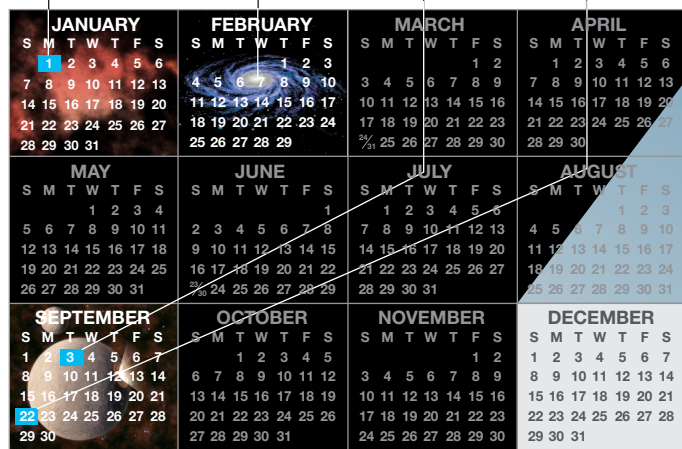 JANUARY
S M T W T F S
1 2 3 4 5 6
7 8 9 10 11 12 13
14 15 16 17 18 19 20
21 22 23 24 25 26 27
28 29 30 31
FEBRUARY
S M T W T F S
1 2 3
4 5 6 7 8 9 10
11 12 13 14 15 16 17
18 19 20 21 22 23 24
25 26 27 28 29
MARCH
S M T W T F S
1 2
3 4 5 6 7 8 9
10 11 12 13 14 15 16
17 18 19 20 21 22 23
24/31 25 26 27 28 29 30
APRIL
S M T W T F S
1 2 3 4 5 6
7 8 9 10 11 12 13
14 15 16 17 18 19 20
21 22 23 24 25 26 27
28 29 30
MAY
S M T W T F S
1 2 3 4
5 6 7 8 9 10 11
12 13 14 15 16 17 18
19 20 21 22 23 24 25
26 27 28 29 30 31
JUNE
S M T W T F S
1
2 3 4 5 6 7 8
9 10 11 12 13 14 15
16 17 18 19 20 21 22
23/30 24 25 26 27 28 29
JULY
S M T W T F S
1 2 3 4 5 6
7 8 9 10 11 12 13
14 15 16 17 18 19 20
21 22 23 24 25 26 27
28 29 30 31
AUGUST
S M T W T F S
1 2 3
4 5 6 7 8 9 10
11 12 13 14 15 16 17
18 19 20 21 22 23 24
25 26 27 28 29 30 31
SEPTEMBER
S M T W T F S
1 2 3 4 5 6 7
8 9 10 11 12 13 14
15 16 17 18 19 20 21
22 23 24 25 26 27 28
29 30
OCTOBER
S M T W T F S
1 2 3 4 5
6 7 8 9 10 11 12
13 14 15 16 17 18 19
20 21 22 23 24 25 26
27 28 29 30 31
NOVEMBER
S M T W T F S
1 2
3 4 5 6 7 8 9
10 11 12 13 14 15 16
17 18 19 20 21 22 23
24 25 26 27 28 29 30
DECEMBER
S M T W T F S
1 2 3 4 5 6 7
8 9 10 11 12 13 14
15 16 17 18 19 20 21
22 23 24 25 26 27 28
29 30 31